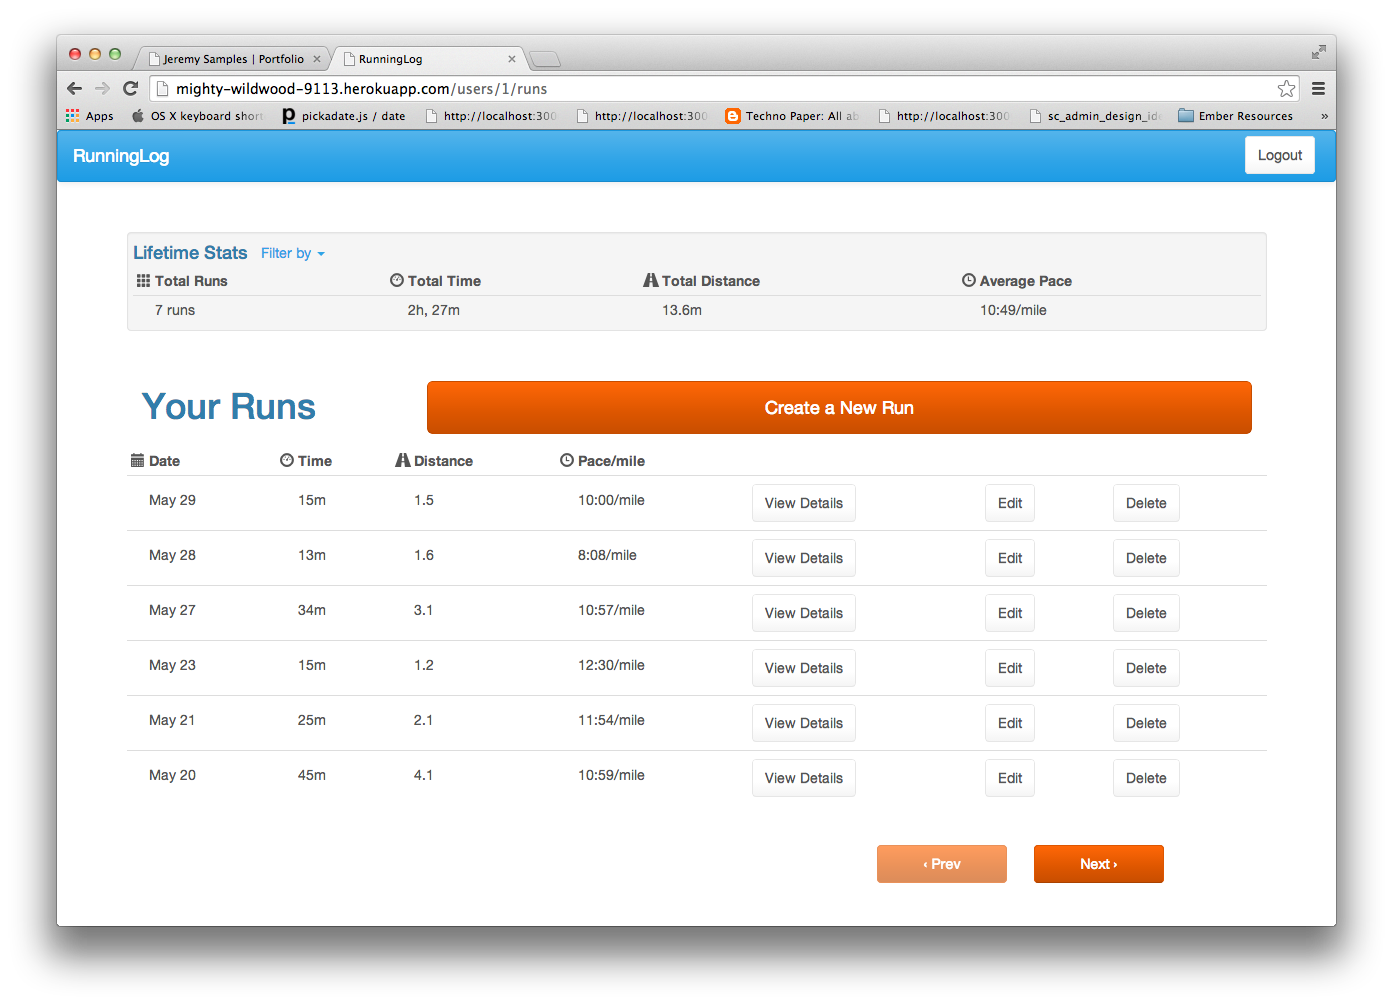 Jeremy Samples | Portfolio
RunningLog
mighty-wildwood-9113.herokuapp.com/users/1/runs
Apps OS X keyboard short pickadate.js / date http://localhost:300 http://localhost:300 Techno Paper: All ab http://localhost:300 sc_admin_design_ide Ember Resources »
RunningLog Logout
Lifetime Stats Filter by
Total Runs Total Time Total Distance Average Pace
7 runs 2h, 27m 13.6m 10:49/mile
Your Runs Create a New Run
Date Time Distance Pace/mile
May 29 15m 1.5 10:00/mile View Details Edit Delete
May 28 13m 1.6 8:08/mile View Details Edit Delete
May 27 34m 3.1 10:57/mile View Details Edit Delete
May 23 15m 1.2 12:30/mile View Details Edit Delete
May 21 25m 2.1 11:54/mile View Details Edit Delete
May 20 45m 4.1 10:59/mile View Details Edit Delete
‹ Prev Next ›